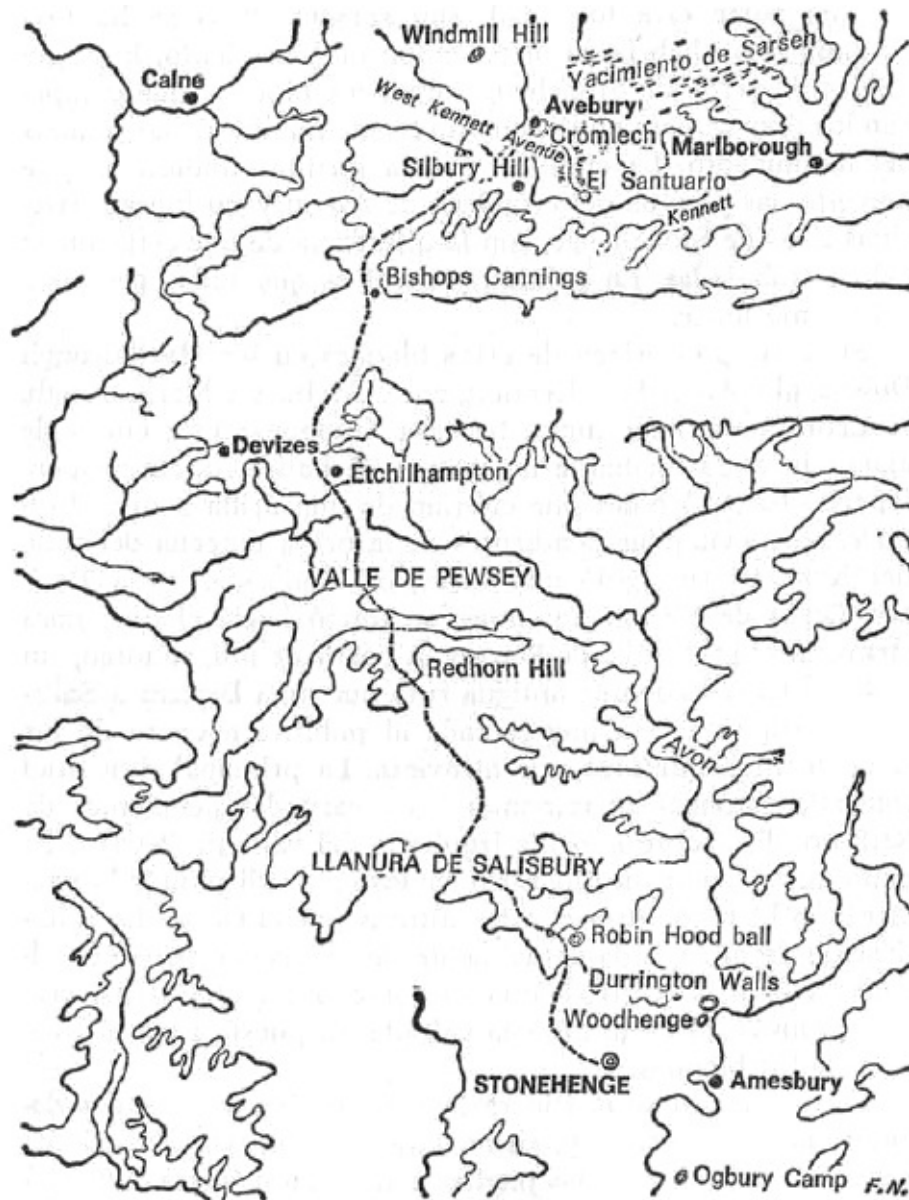 Windmill Hill
Calne
Yacimiento de Sarsen
West Kennett
Avenue
Avebury
Cromlech
Marlborough
Silbury Hill
El Santuario
Kennett
Bishops Cannings
Devizes
Etchilhampton
VALLE DE PEWSEY
Redhorn Hill
Avon
LLANURA DE SALISBURY
Robin Hood ball
Durrington Walls
Woodhenge
STONEHENGE
Amesbury
Ogbury Camp
F.-N.